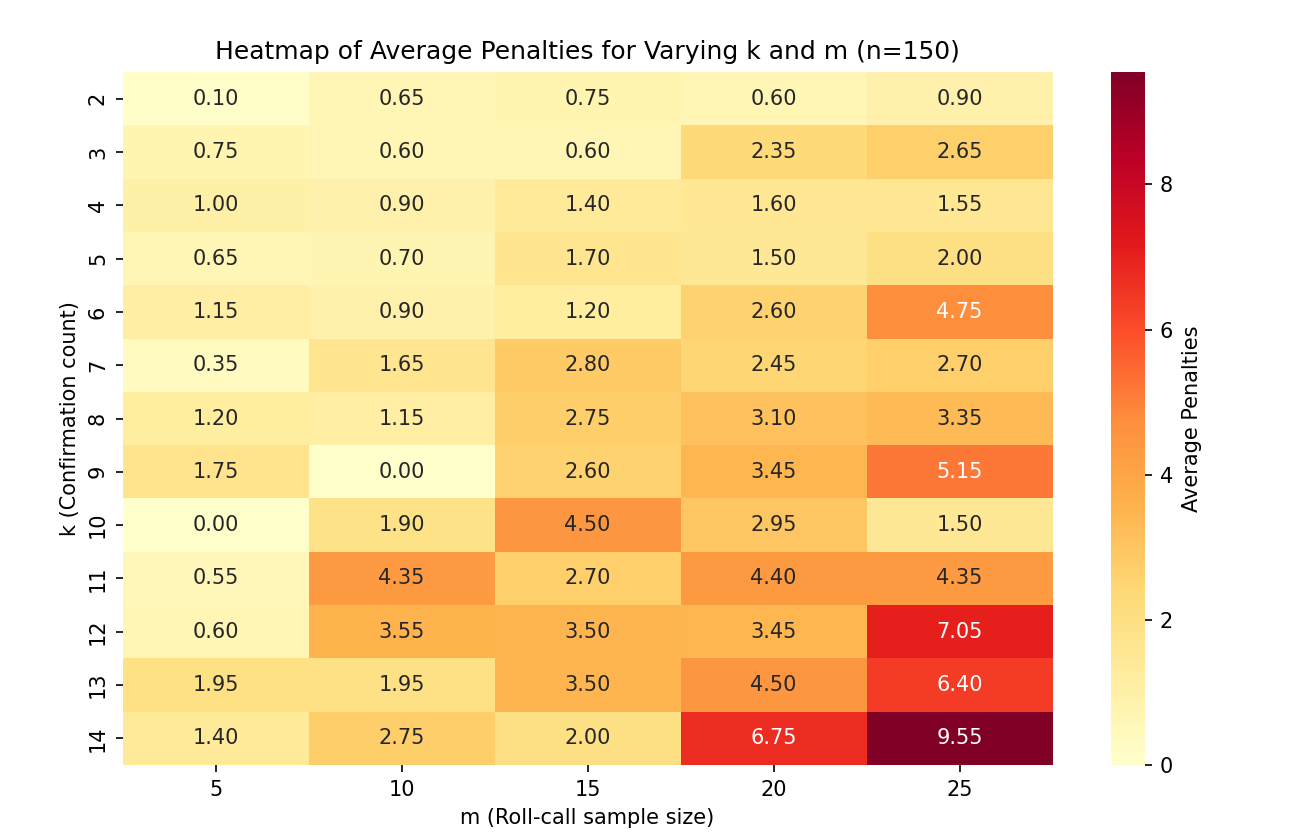 Heatmap of Average Penalties for Varying k and m (n=150)
2 0.10 0.65 0.75 0.60 0.90
3 0.75 0.60 0.60 2.35 2.65
4 1.00 0.90 1.40 1.60 1.55
5 0.65 0.70 1.70 1.50 2.00
6 1.15 0.90 1.20 2.60 4.75
7 0.35 1.65 2.80 2.45 2.70
8 1.20 1.15 2.75 3.10 3.35
9 1.75 0.00 2.60 3.45 5.15
10 0.00 1.90 4.50 2.95 1.50
11 0.55 4.35 2.70 4.40 4.35
12 0.60 3.55 3.50 3.45 7.05
13 1.95 1.95 3.50 4.50 6.40
14 1.40 2.75 2.00 6.75 9.55
5 10 15 20 25
m (Roll-call sample size)
k (Confirmation count)
8
6
4
2
0
Average Penalties